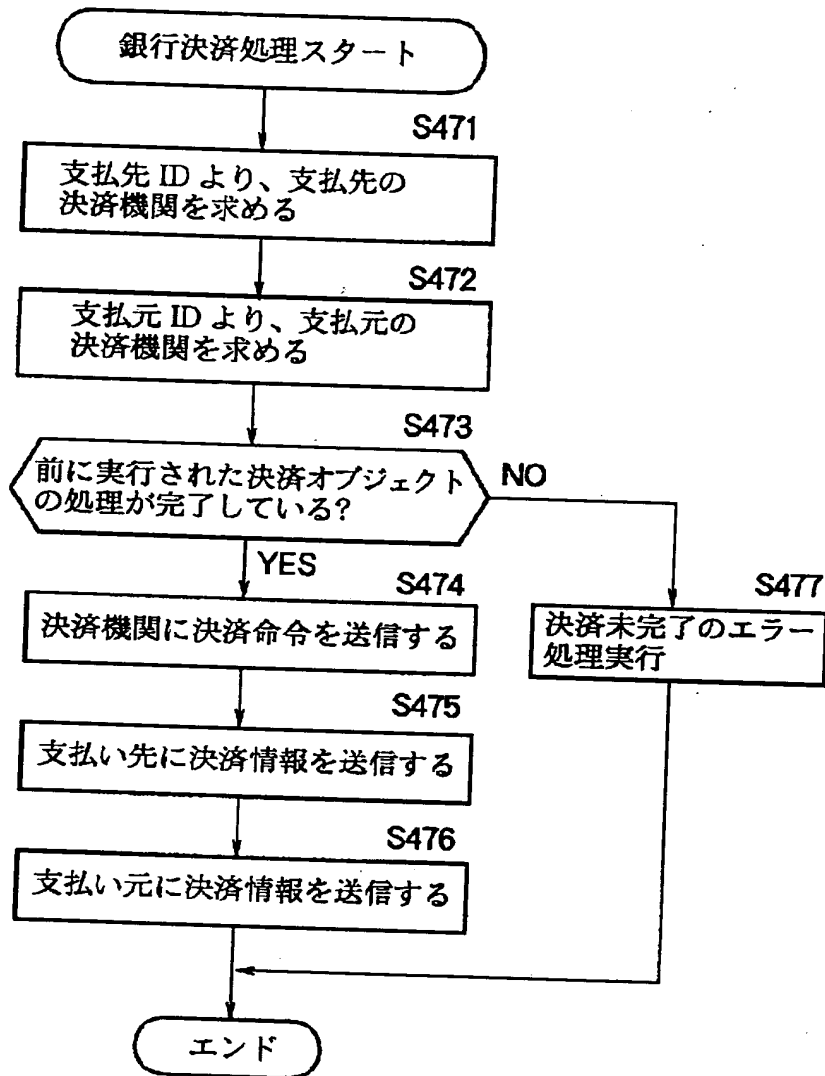 銀行決済処理スタート
S471
支払先 ID より、支払先の
決済機関を求める
S472
支払元 ID より、支払元の
決済機関を求める
S473
前に実行された決済オブジェクト
の処理が完了している?
NO
YES
S474
決済機関に決済命令を送信する
S477
決済未完了のエラー
処理実行
S475
支払い先に決済情報を送信する
S476
支払い元に決済情報を送信する
エンド